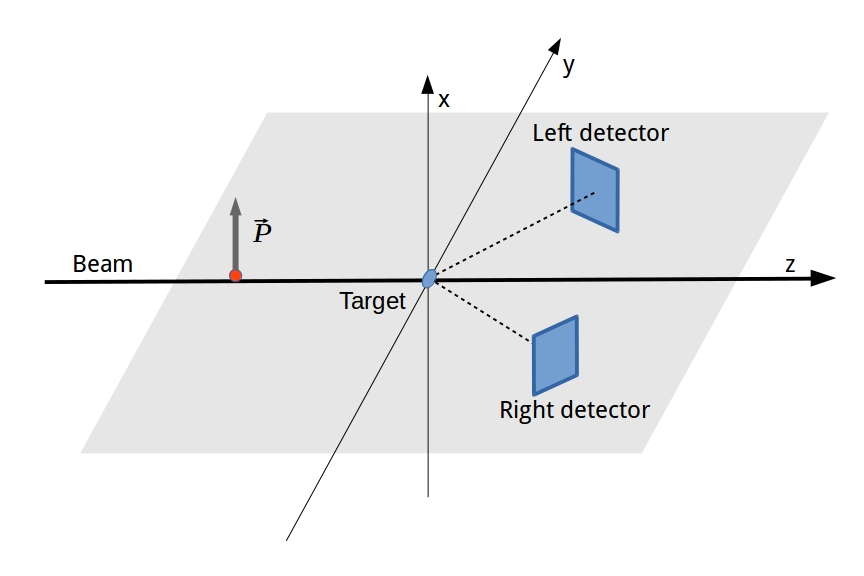 y
x
Left detector
P⃗
Beam
z
Target
Right detector